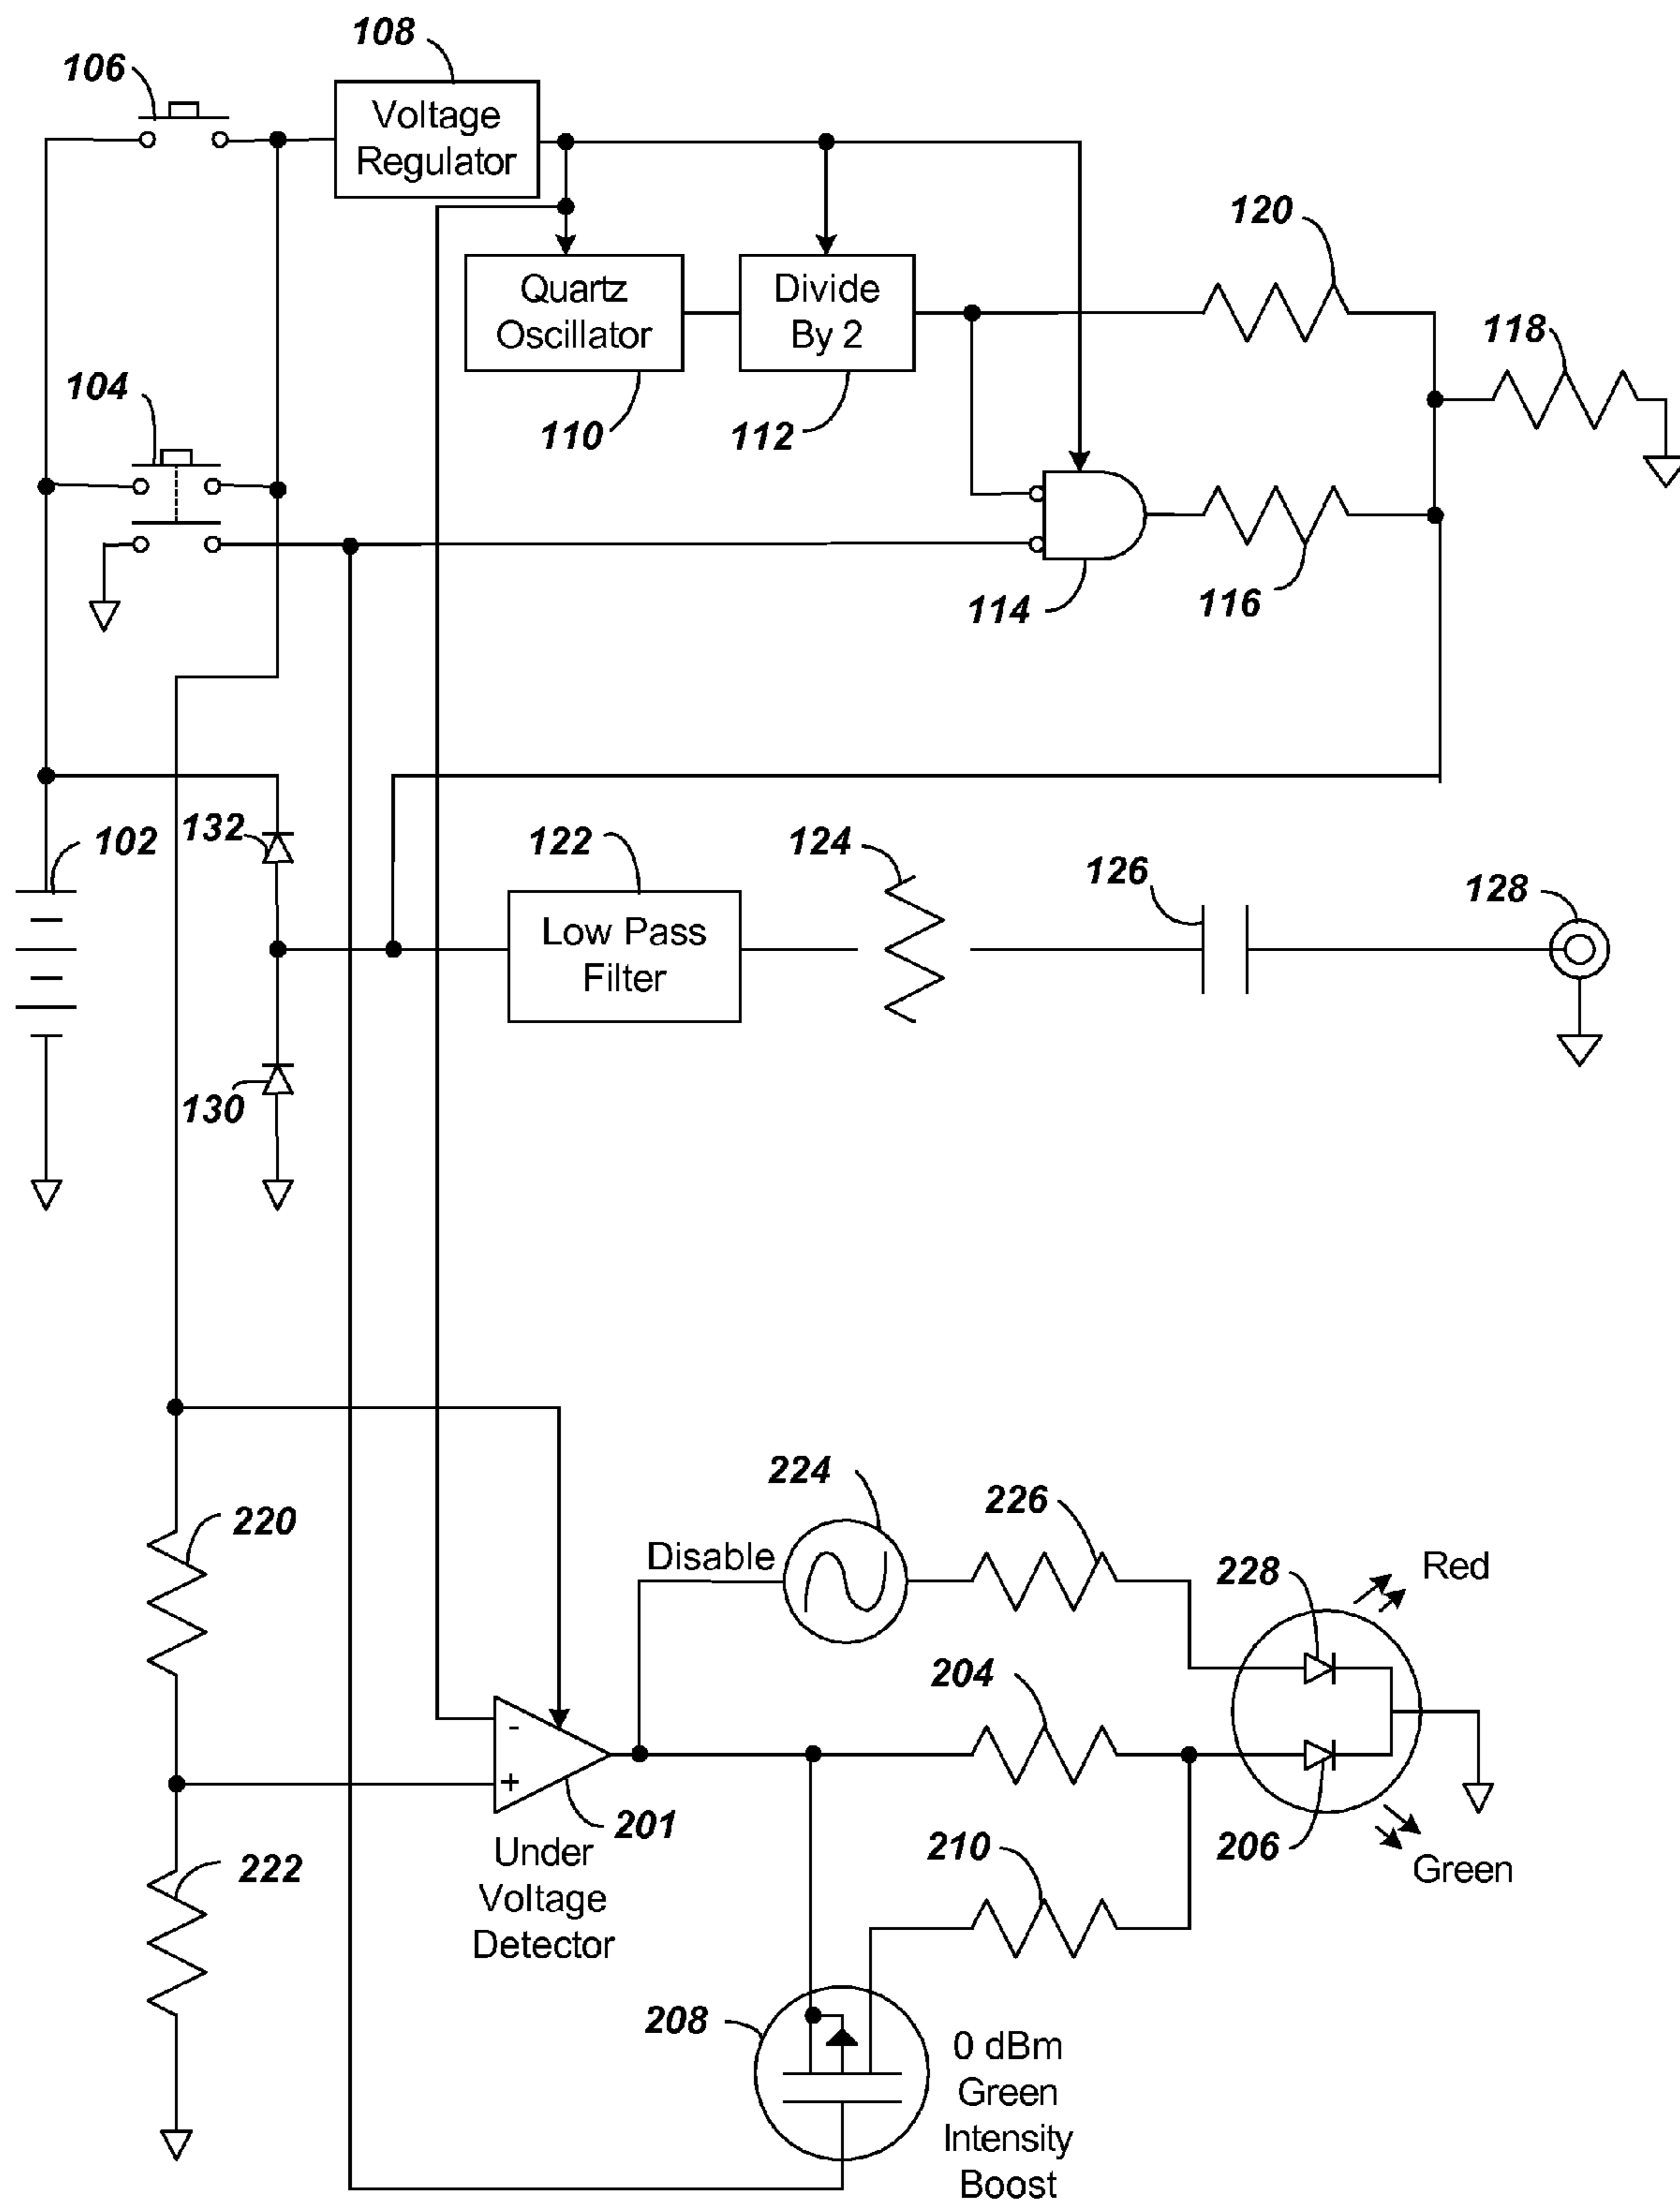 108
106
Voltage
Regulator
120
Quartz
Oscillator
Divide
By 2
118
104
110
112
114
116
102
132
122
124
126
128
Low Pass
Filter
130
224
226
220
Disable
228
Red
204
-
+
201
Under
Voltage
Detector
210
206
Green
222
208
0 dBm
Green
Intensity
Boost